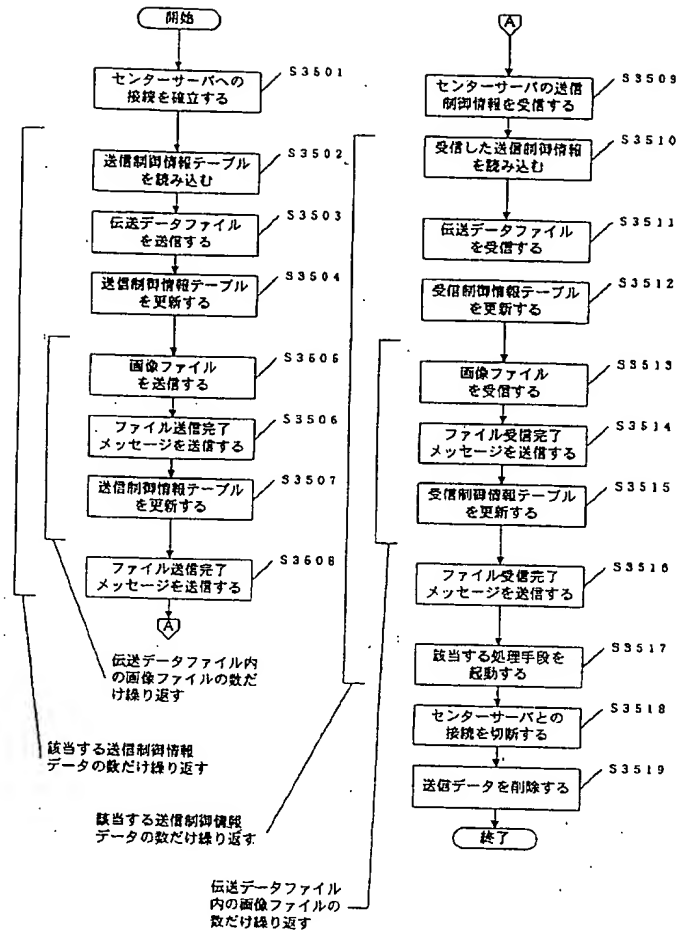 開始
センターサーバへの
接続を確立する
S3501
送信制御情報テーブル
を読み込む
S3502
伝送データファイル
を送信する
S3503
送信制御情報テーブル
を更新する
S3504
画像ファイル
を送信する
S3505
ファイル送信完了
メッセージを送信する
S3506
送信制御情報テーブル
を更新する
S3507
ファイル送信完了
メッセージを送信する
S3508
A
伝送データファイル内
の画像ファイルの数だ
け繰り返す
該当する送信制御情報
データの数だけ繰り返す
A
センターサーバの送信
制御情報を受信する
S3509
受信した送信制御情報
を読み込む
S3510
伝送データファイル
を受信する
S3511
受信制御情報テーブル
を更新する
S3512
画像ファイル
を受信する
S3513
ファイル受信完了
メッセージを送信する
S3514
受信制御情報テーブル
を更新する
S3515
ファイル受信完了
メッセージを送信する
S3516
該当する処理手段を
起動する
S3517
センターサーバとの
接続を切断する
S3518
送信データを削除する
S3519
終了
該当する送信制御情報
データの数だけ繰り返す
伝送データファイル
内の画像ファイルの
数だけ繰り返す